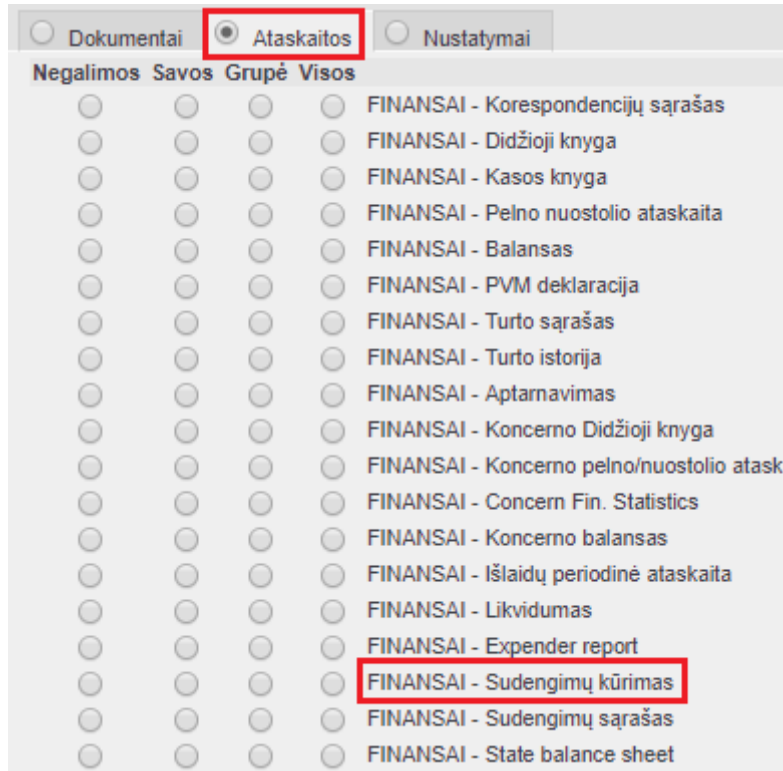 Dokumentai Ataskaitos Nustatymai
Negalimos Savos Grupė Visos
FINANSAI - Korespondencijų sąrašas
FINANSAI - Didžioji knyga
FINANSAI - Kasos knyga
FINANSAI - Pelno nuostolio ataskaita
FINANSAI - Balansas
FINANSAI - PVM deklaracija
FINANSAI - Turto sąrašas
FINANSAI - Turto istorija
FINANSAI - Aptarnavimas
FINANSAI - Koncerno Didžioji knyga
FINANSAI - Koncerno pelno/nuostolio atask
FINANSAI - Concern Fin. Statistics
FINANSAI - Koncerno balansas
FINANSAI - Išlaidų periodinė ataskaita
FINANSAI - Likvidumas
FINANSAI - Expender report
FINANSAI - Sudengimų kūrimas
FINANSAI - Sudengimų sąrašas
FINANSAI - State balance sheet